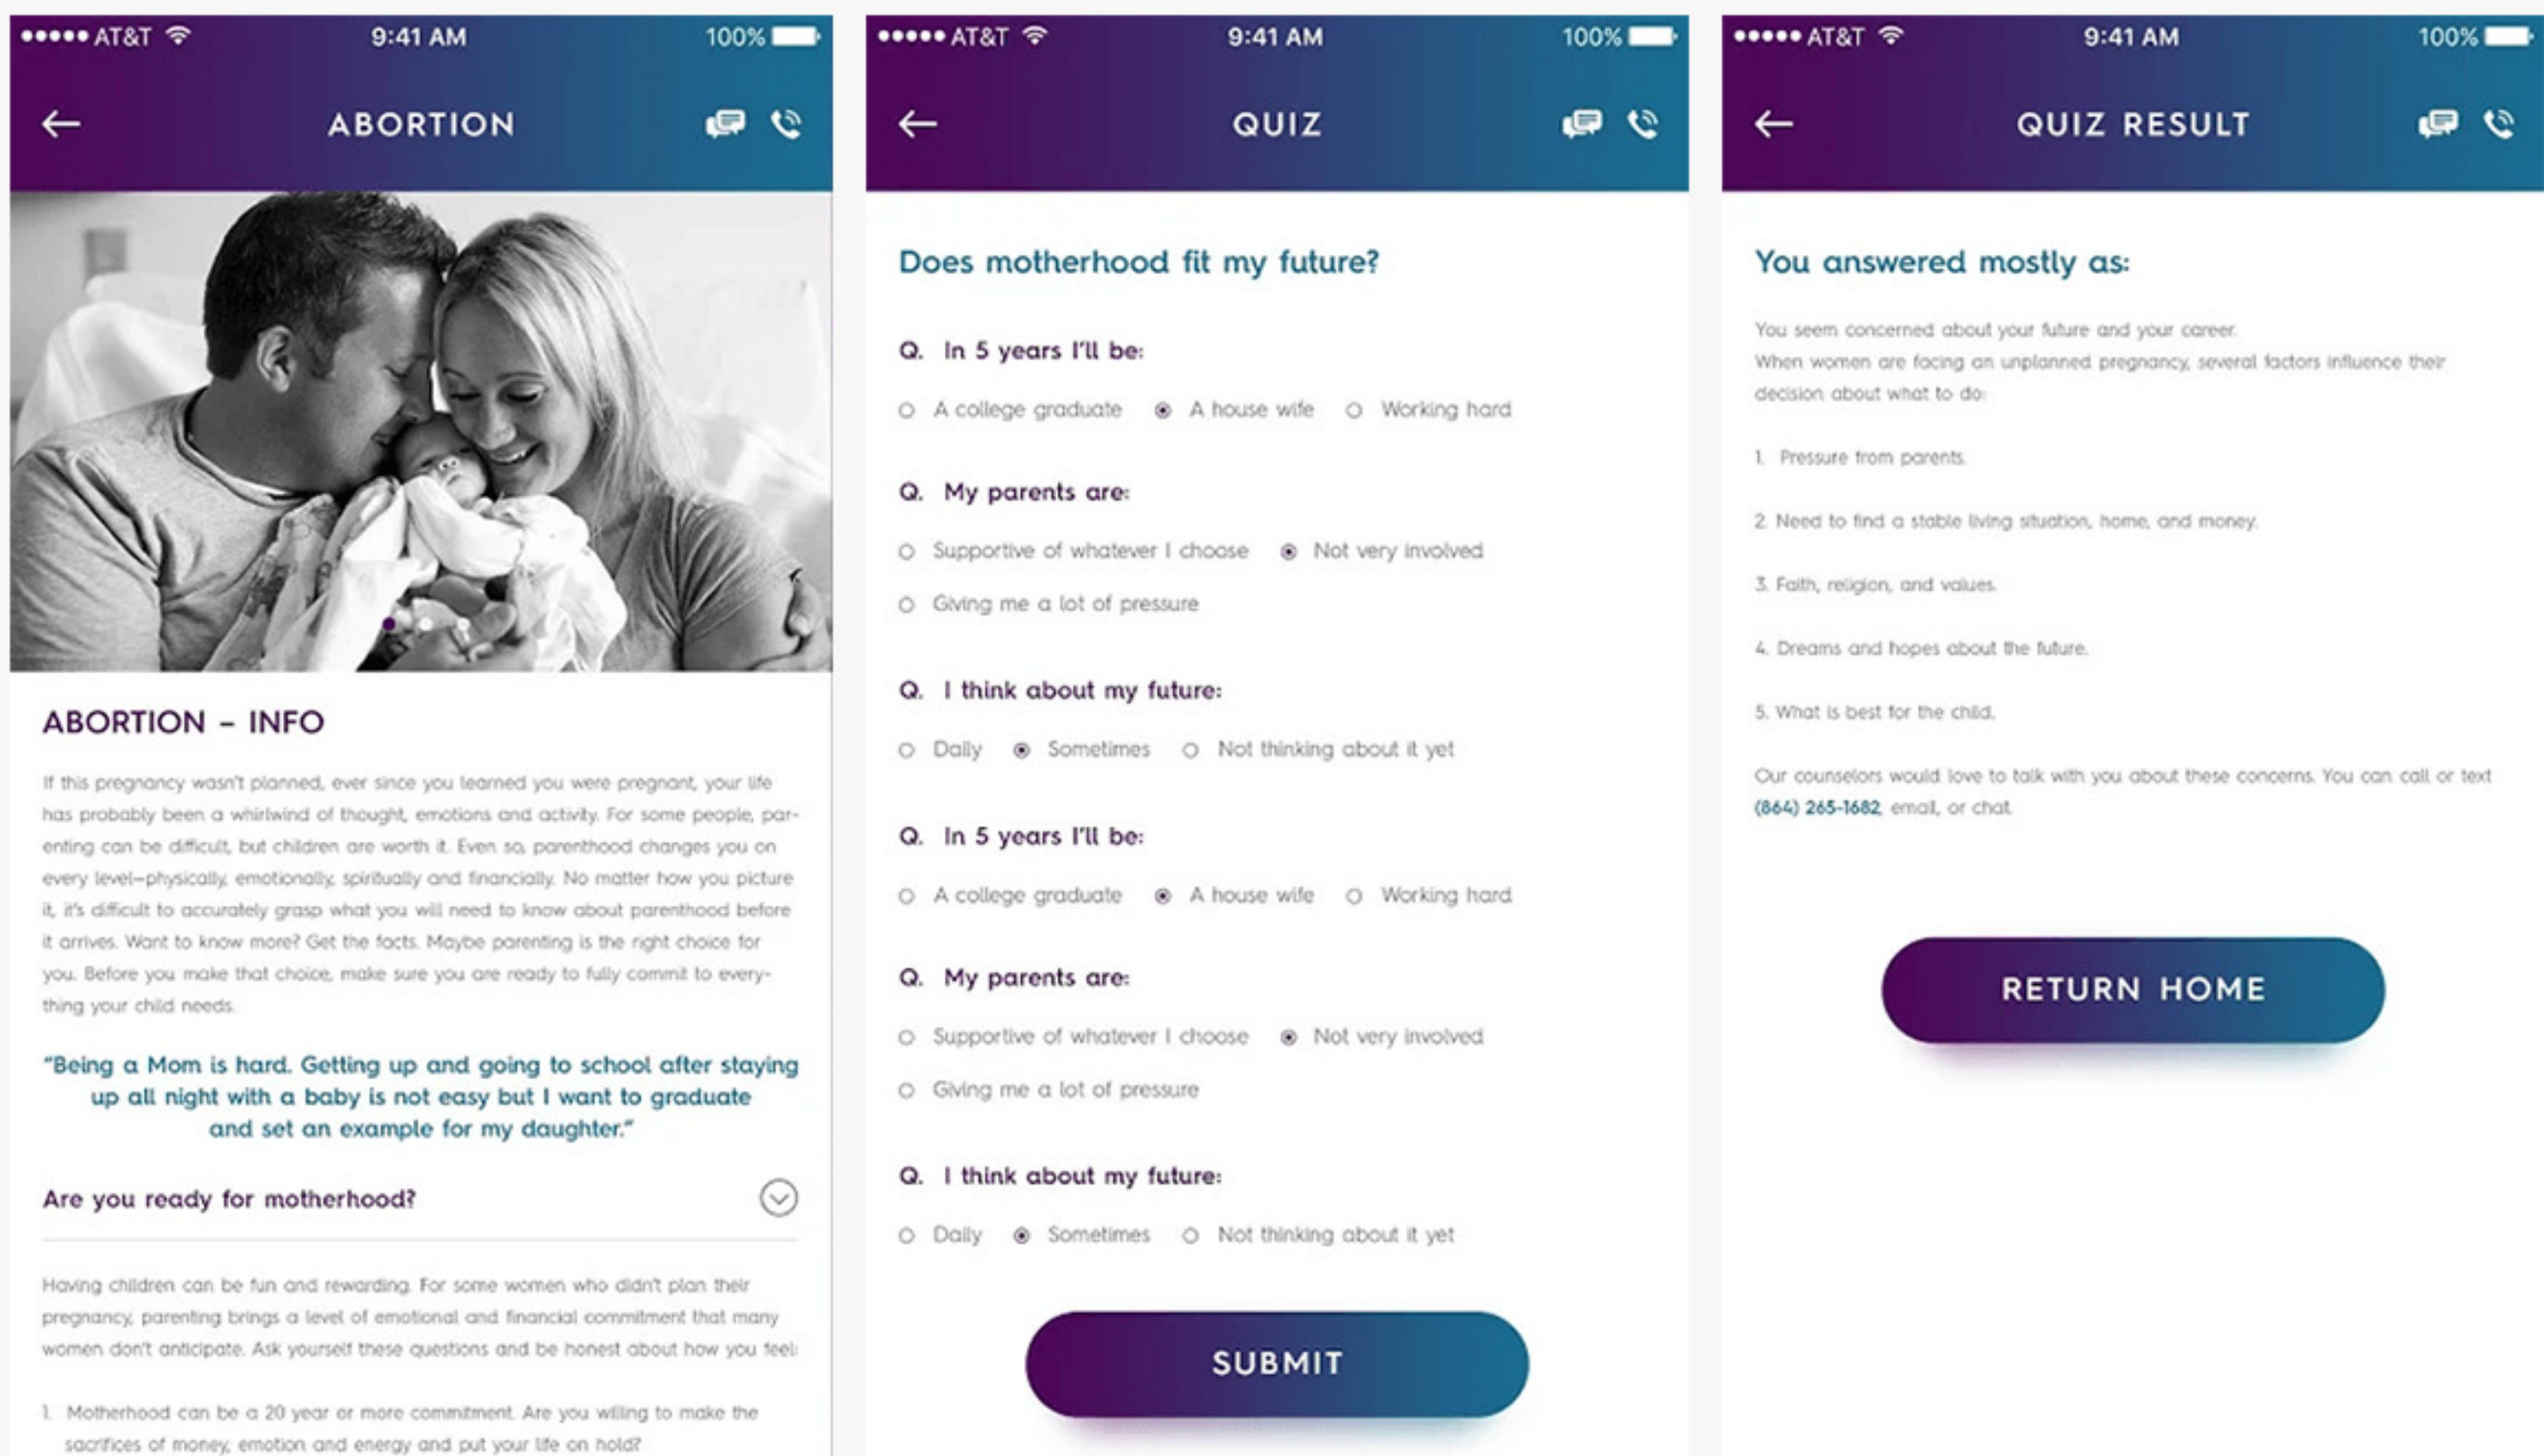 AT&T 9:41 AM 100%
ABORTION
ABORTION – INFO
If this pregnancy wasn't planned, ever since you learned you were pregnant, your life
has probably been a whirlwind of thought, emotions and activity. For some people, par-
enting can be difficult, but children are worth it. Even so, parenthood changes you on
every level–physically, emotionally, spiritually and financially. No matter how you picture
it, it's difficult to accurately grasp what you will need to know about parenthood before
it arrives. Want to know more? Get the facts. Maybe parenting is the right choice for
you. Before you make that choice, make sure you are ready to fully commit to every-
thing your child needs.
"Being a Mom is hard. Getting up and going to school after staying
up all night with a baby is not easy but I want to graduate
and set an example for my daughter."
Are you ready for motherhood?
Having children can be fun and rewarding. For some women who didn't plan their
pregnancy, parenting brings a level of emotional and financial commitment that many
women don't anticipate. Ask yourself these questions and be honest about how you feel:
1. Motherhood can be a 20 year or more commitment. Are you willing to make the
sacrifices of money, emotion and energy and put your life on hold?
AT&T 9:41 AM 100%
QUIZ
Does motherhood fit my future?
Q. In 5 years I'll be:
A college graduate A house wife Working hard
Q. My parents are:
Supportive of whatever I choose Not very involved
Giving me a lot of pressure
Q. I think about my future:
Daily Sometimes Not thinking about it yet
Q. In 5 years I'll be:
A college graduate A house wife Working hard
Q. My parents are:
Supportive of whatever I choose Not very involved
Giving me a lot of pressure
Q. I think about my future:
Daily Sometimes Not thinking about it yet
SUBMIT
AT&T 9:41 AM 100%
QUIZ RESULT
You answered mostly as:
You seem concerned about your future and your career.
When women are facing an unplanned pregnancy, several factors influence their
decision about what to do:
1. Pressure from parents.
2. Need to find a stable living situation, home, and money.
3. Faith, religion, and values.
4. Dreams and hopes about the future.
5. What is best for the child.
Our counselors would love to talk with you about these concerns. You can call or text
(864) 265-1682, email, or chat.
RETURN HOME